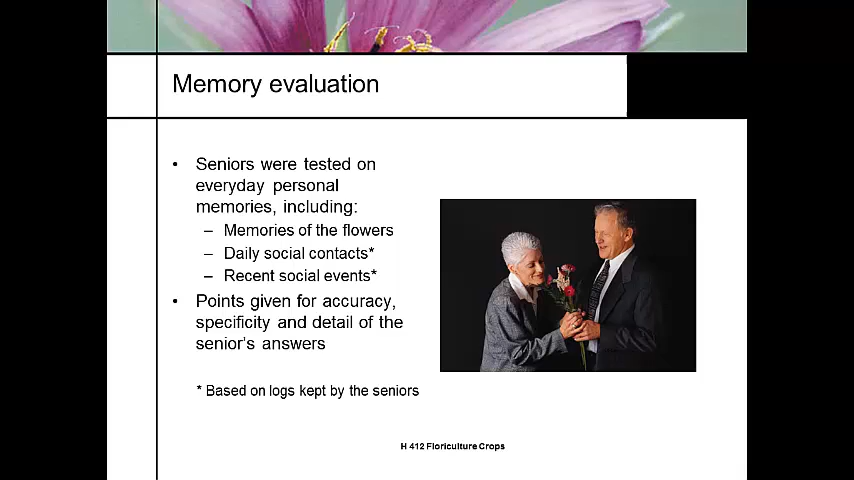 Memory evaluation
• Seniors were tested on
everyday personal
memories, including:
– Memories of the flowers
– Daily social contacts*
– Recent social events*
• Points given for accuracy,
specificity and detail of the
senior's answers
* Based on logs kept by the seniors
H 412 Floriculture Crops